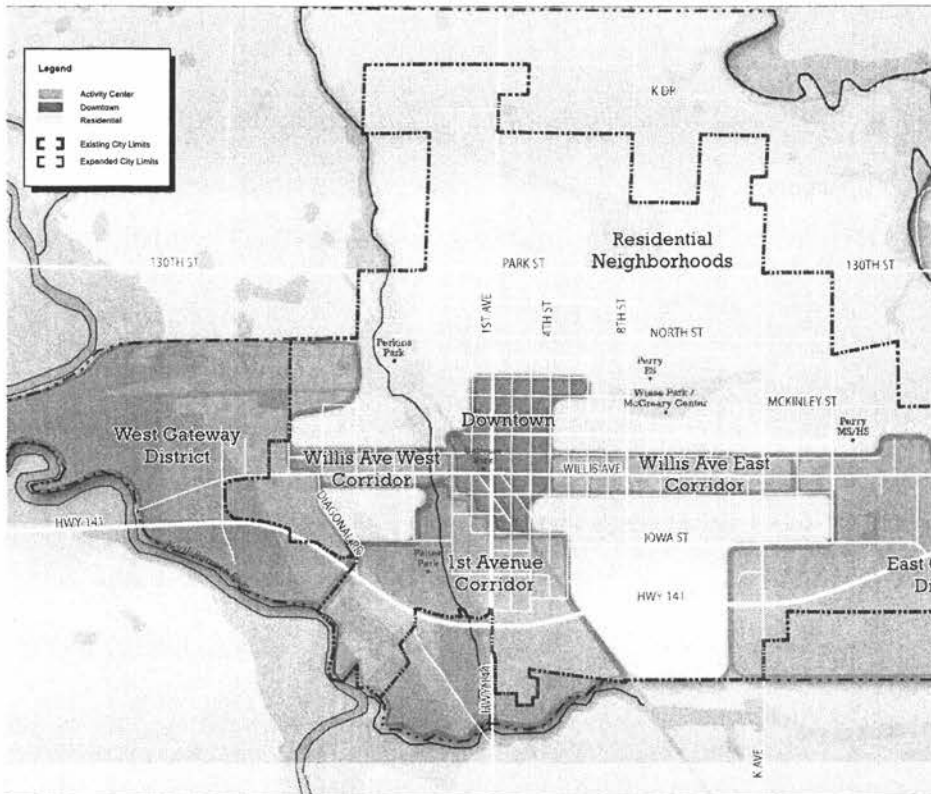 Legend
Activity Center
Downtown
Residential
Existing City Limits
Expended City Limits
K DR
Residential
Neighborhoods
130TH ST
PARK ST
130TH ST
1ST AVE
4TH ST
8TH ST
NORTH ST
Perkins
Park
Perry
ES
Wiese Park /
McCreary Center
MCKINLEY ST
Downtown
Perry
MS/HS
West Gateway
District
Willis Ave West
Corridor
WILLIS AVE
Willis Ave East
Corridor
DIAGONAL RD
HWY 141
IOWA ST
Park
1st Avenue
Corridor
HWY 141
East
Di
HWY 144
K AVE